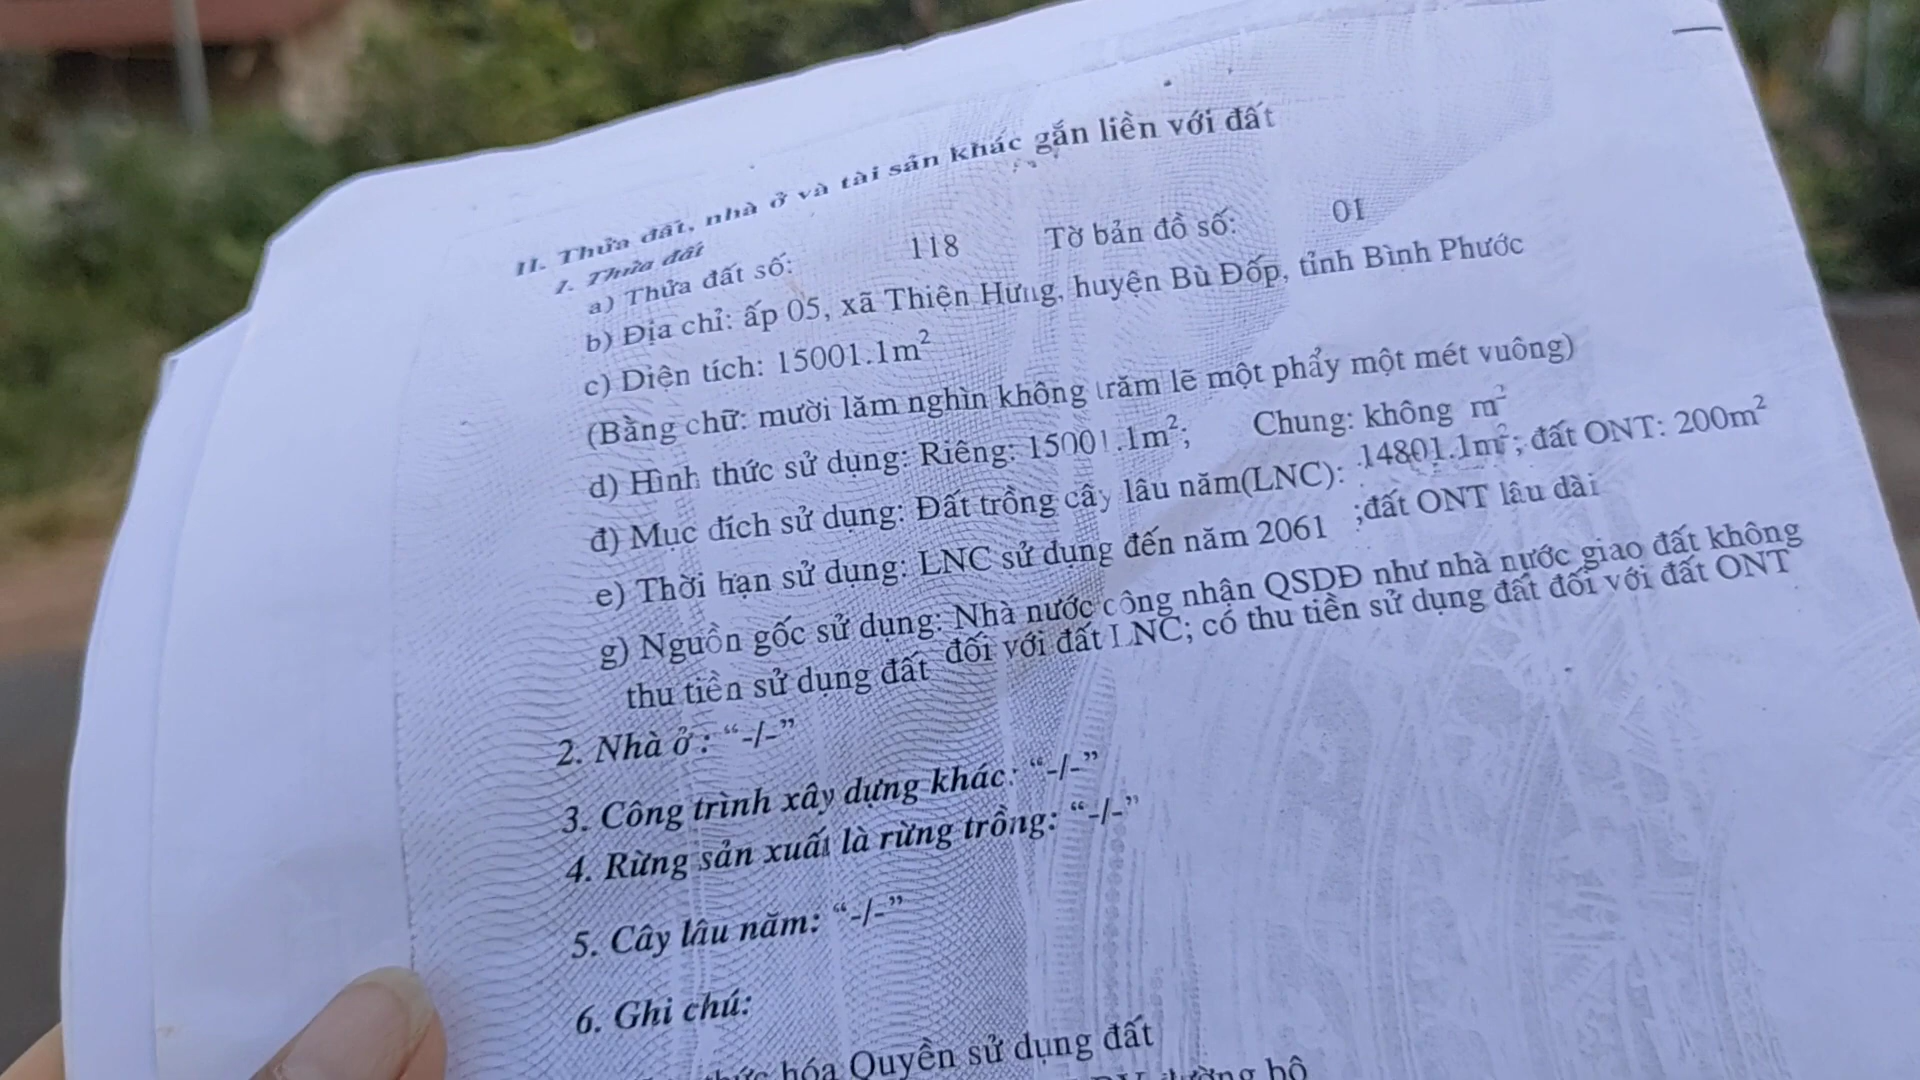 II. Thửa đất, nhà ở và tài sản khác gắn liền với đất
1. Thửa đất
a) Thửa đất số: 118 Tờ bản đồ số: 01
b) Địa chỉ: ấp 05, xã Thiện Hưng, huyện Bù Đốp, tỉnh Bình Phước
c) Diện tích: 15001.1m²
(Bằng chữ: mười lăm nghìn không trăm lẽ một phẩy một mét vuông)
d) Hình thức sử dụng: Riêng: 15001.1m²; Chung: không m²
đ) Mục đích sử dụng: Đất trồng cây lâu năm(LNC): 14801.1m²; đất ONT: 200m²
e) Thời hạn sử dụng: LNC sử dụng đến năm 2061 ;đất ONT lâu dài
g) Nguồn gốc sử dụng: Nhà nước công nhận QSDĐ như nhà nước giao đất không
thu tiền sử dụng đất đối với đất LNC; có thu tiền sử dụng đất đối với đất ONT
2. Nhà ở : “-/-”
3. Công trình xây dựng khác: “-/-”
4. Rừng sản xuất là rừng trồng: “-/-”
5. Cây lâu năm: “-/-”
6. Ghi chú:
hóa Quyền sử dụng đất
đường bộ